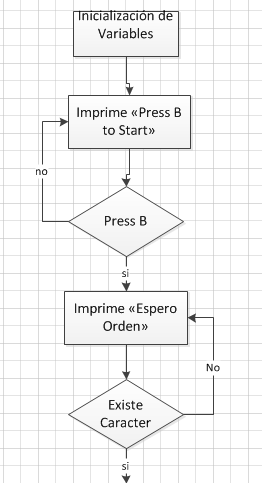 Inicialización de
Variables
Imprime «Press B
to Start»
no
Press B
si
Imprime «Espero
Orden»
No
Existe
Caracter
si